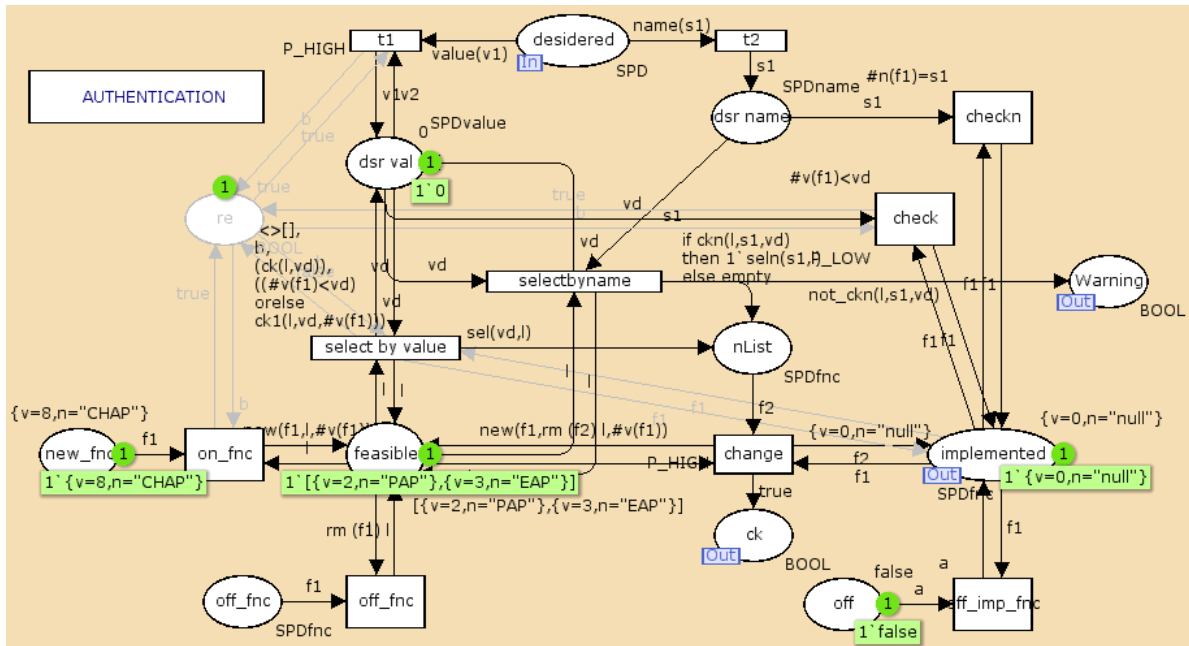 t1
desidered
name(s1)
t2
P_HIGH
value(v1)
In
SPD
s1
AUTHENTICATION
v1v2
SPDname
#n(f1)=s1
s1
0
SPDvalue
dsr name
checkn
b
true
dsr val
1
1`0
1
re
true
#v(f1)<vd
vd
s1
true
b
check
<>[],
b,
(ck(l,vd)),
((#v(f1)<vd)
orelse
ck1(l,vd,#v(f1)))
BOOL
vd
vd
vd
vd
selectbyname
if ckn(l,s1,vd)
then 1`seln(s1,l)
else empty
P_LOW
not_ckn(l,s1,vd)
Warning
Out
BOOL
f1
f1
true
sel(vd,l)
select by value
nList
SPDfnc
f1
f1
l
l
l
l
f1
f1
b
{v=8,n="CHAP"}
new_fnc
1
f1
1`{v=8,n="CHAP"}
on_fnc
new(f1,l,#v(f1))
l
feasible
1
1`[{v=2,n="PAP"},{v=3,n="EAP"}]
f2
new(f1,rm (f2) l,#v(f1))
P_HIG
change
{v=0,n="null"}
f2
f1
{v=0,n="null"}
implemented
1
Out
SPDfnc
1`{v=0,n="null"}
[{v=2,n="PAP"},{v=3,n="EAP"}]
true
rm (f1) l
l
ck
Out
BOOL
f1
off_fnc
f1
SPDfnc
off_fnc
false
a
a
off
1
1`false
off_imp_fnc